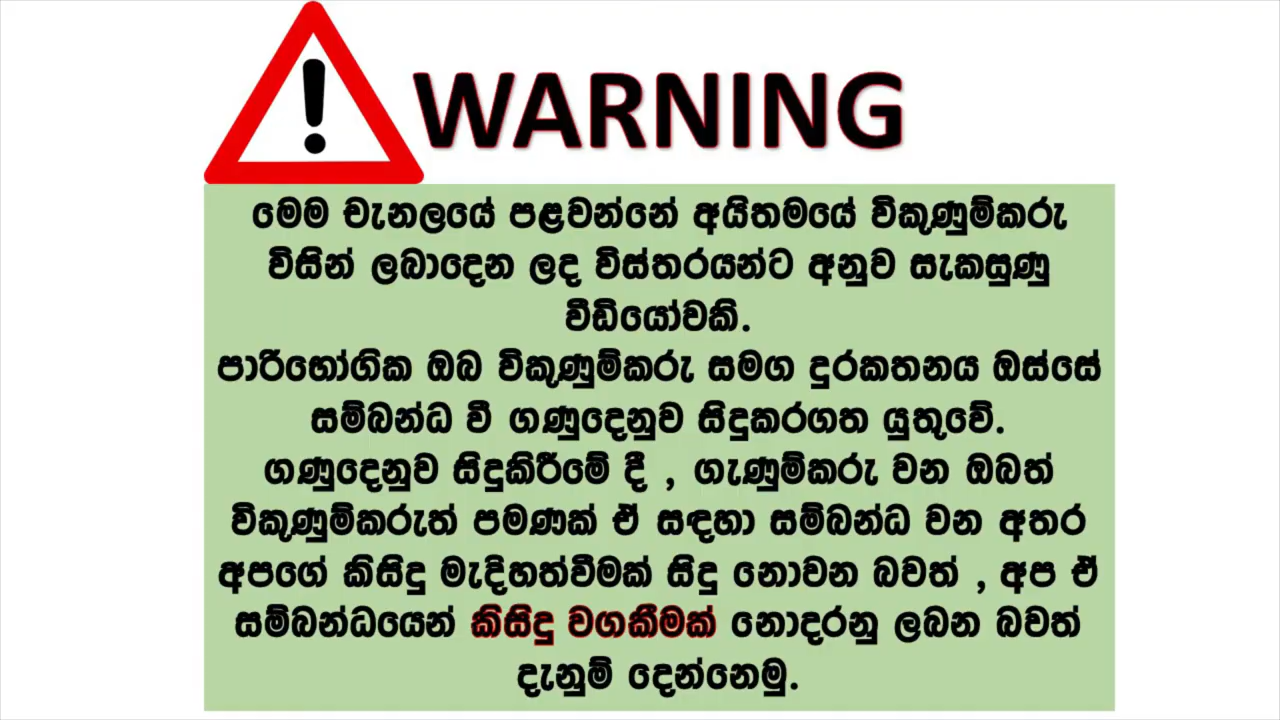 WARNING
මෙම චැනලයේ පළවන්නේ අයිතමයේ විකුණුම්කරු
විසින් ලබාදෙන ලද විස්තරයන්ට අනුව සැකසුණු
වීඩියෝවකි.
පාරිභෝගික ඔබ විකුණුම්කරු සමග දුරකතනය ඔස්සේ
සම්බන්ධ වී ගණුදෙනුව සිදුකරගත යුතුවේ.
ගණුදෙනුව සිදුකිරීමේ දී , ගැණුම්කරු වන ඔබත්
විකුණුම්කරුත් පමණක් ඒ සඳහා සම්බන්ධ වන අතර
අපගේ කිසිදු මැදිහත්වීමක් සිදු නොවන බවත් , අප ඒ
සම්බන්ධයෙන් කිසිදු වගකීමක් නොදරනු ලබන බවත්
දැනුම් දෙන්නෙමු.